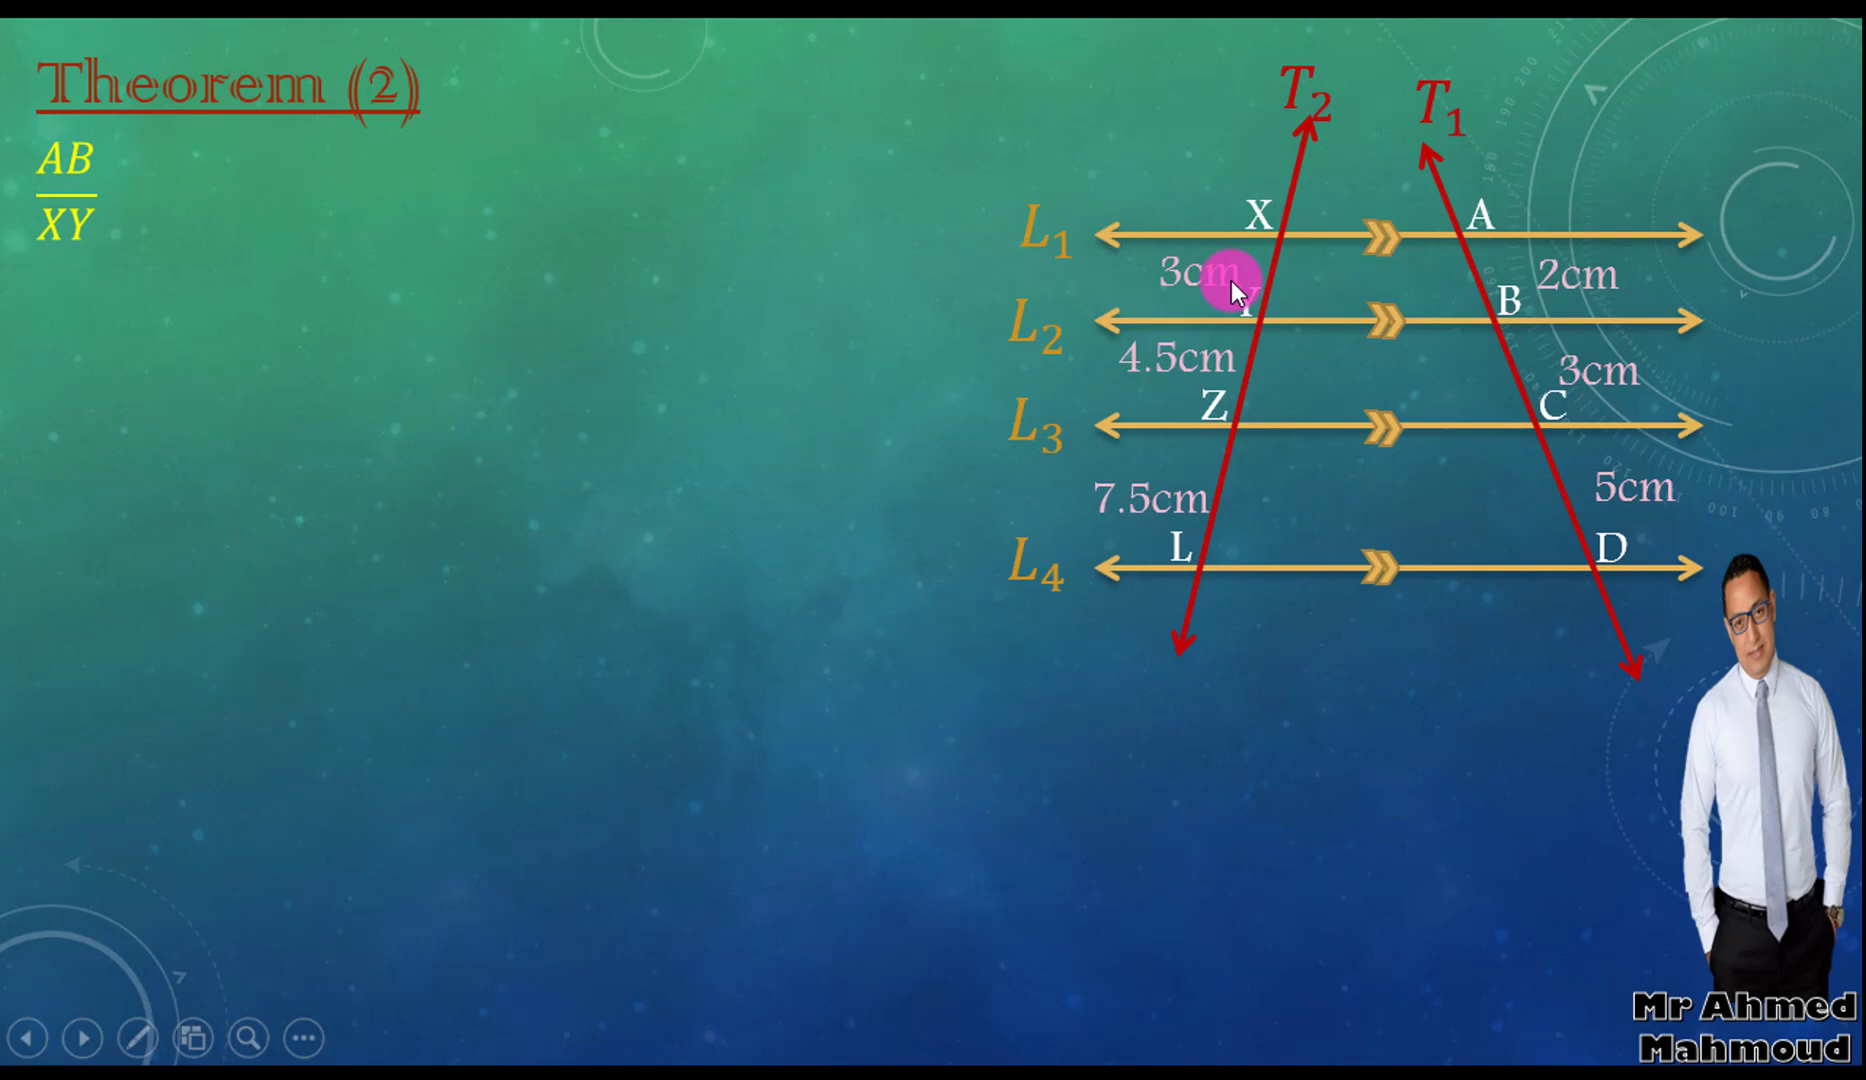 Theorem (2)
AB
XY
T₂
T₁
X
A
L₁
3cm
2cm
Y
B
L₂
4.5cm
3cm
Z
C
L₃
7.5cm
5cm
L
D
L₄
Mr Ahmed
Mahmoud